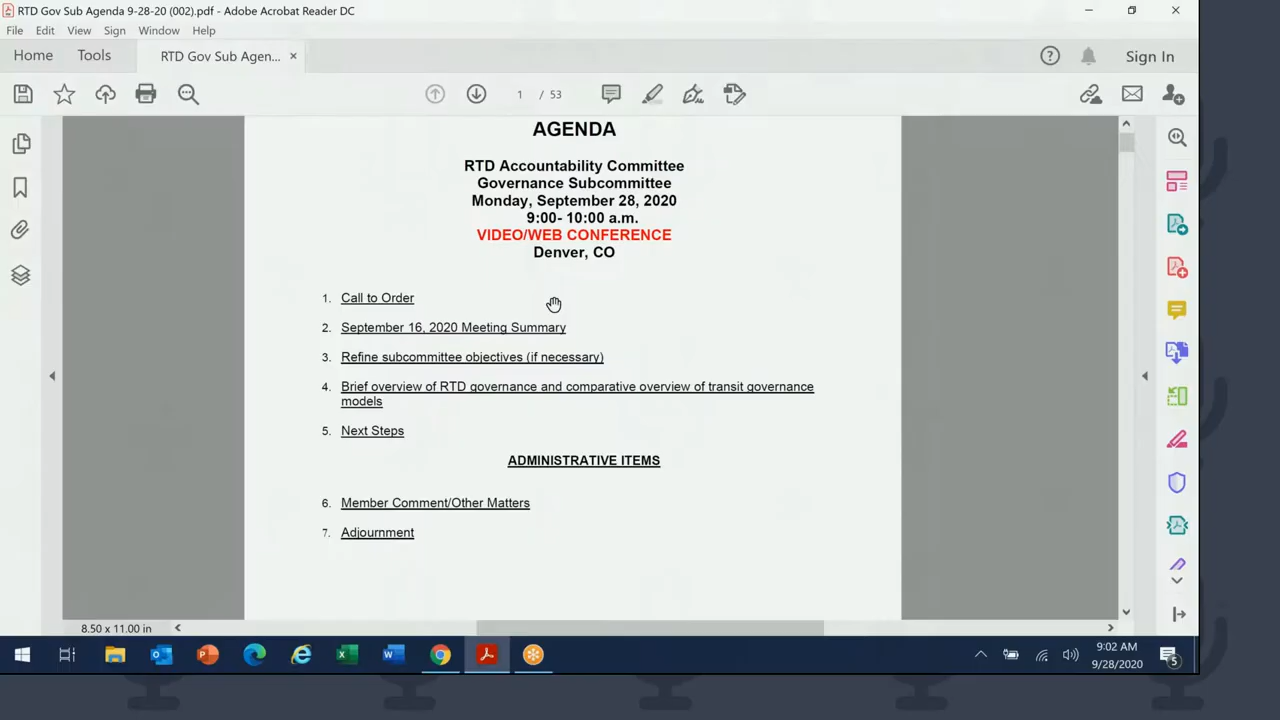 RTD Gov Sub Agenda 9-28-20 (002).pdf - Adobe Acrobat Reader DC
File Edit View Sign Window Help
Home Tools RTD Gov Sub Agen... × Sign In
1 / 53
AGENDA
RTD Accountability Committee
Governance Subcommittee
Monday, September 28, 2020
9:00- 10:00 a.m.
VIDEO/WEB CONFERENCE
Denver, CO
1. Call to Order
2. September 16, 2020 Meeting Summary
3. Refine subcommittee objectives (if necessary)
4. Brief overview of RTD governance and comparative overview of transit governance
models
5. Next Steps
ADMINISTRATIVE ITEMS
6. Member Comment/Other Matters
7. Adjournment
8.50 x 11.00 in
9:02 AM
9/28/2020
5